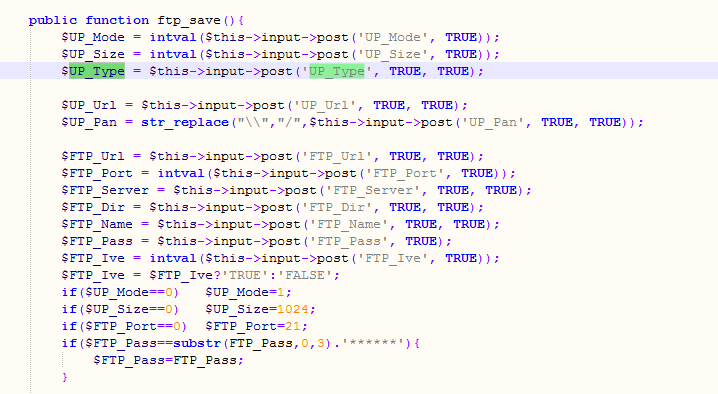 public function ftp_save(){
$UP_Mode = intval($this->input->post('UP_Mode', TRUE));
$UP_Size = intval($this->input->post('UP_Size', TRUE));
$UP_Type = $this->input->post('UP_Type', TRUE, TRUE);
$UP_Url = $this->input->post('UP_Url', TRUE, TRUE);
$UP_Pan = str_replace("\\","/",$this->input->post('UP_Pan', TRUE, TRUE));
$FTP_Url = $this->input->post('FTP_Url', TRUE, TRUE);
$FTP_Port = intval($this->input->post('FTP_Port', TRUE));
$FTP_Server = $this->input->post('FTP_Server', TRUE, TRUE);
$FTP_Dir = $this->input->post('FTP_Dir', TRUE, TRUE);
$FTP_Name = $this->input->post('FTP_Name', TRUE, TRUE);
$FTP_Pass = $this->input->post('FTP_Pass', TRUE);
$FTP_Ive = intval($this->input->post('FTP_Ive', TRUE));
$FTP_Ive = $FTP_Ive?'TRUE':'FALSE';
if($UP_Mode==0) $UP_Mode=1;
if($UP_Size==0) $UP_Size=1024;
if($FTP_Port==0) $FTP_Port=21;
if($FTP_Pass==substr(FTP_Pass,0,3).'******'){
$FTP_Pass=FTP_Pass;
}